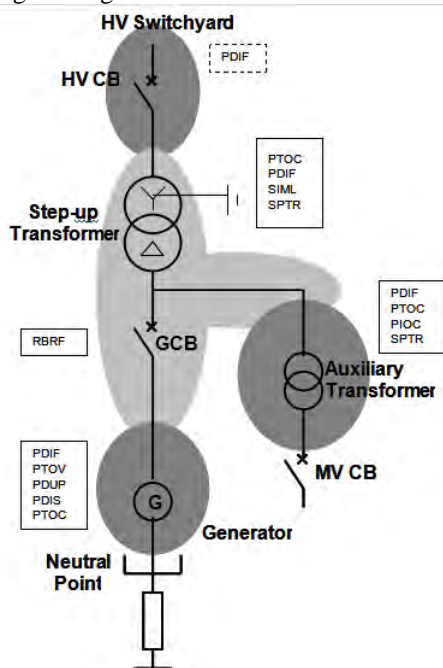 HV Switchyard
PDIF
HV CB
PTOC
PDIF
SIML
SPTR
Step-up
Transformer
PDIF
PTOC
PIOC
SPTR
RBRF
GCB
Auxiliary
Transformer
PDIF
PTOV
PDUP
PDIS
PTOC
MV CB
G
Generator
Neutral
Point